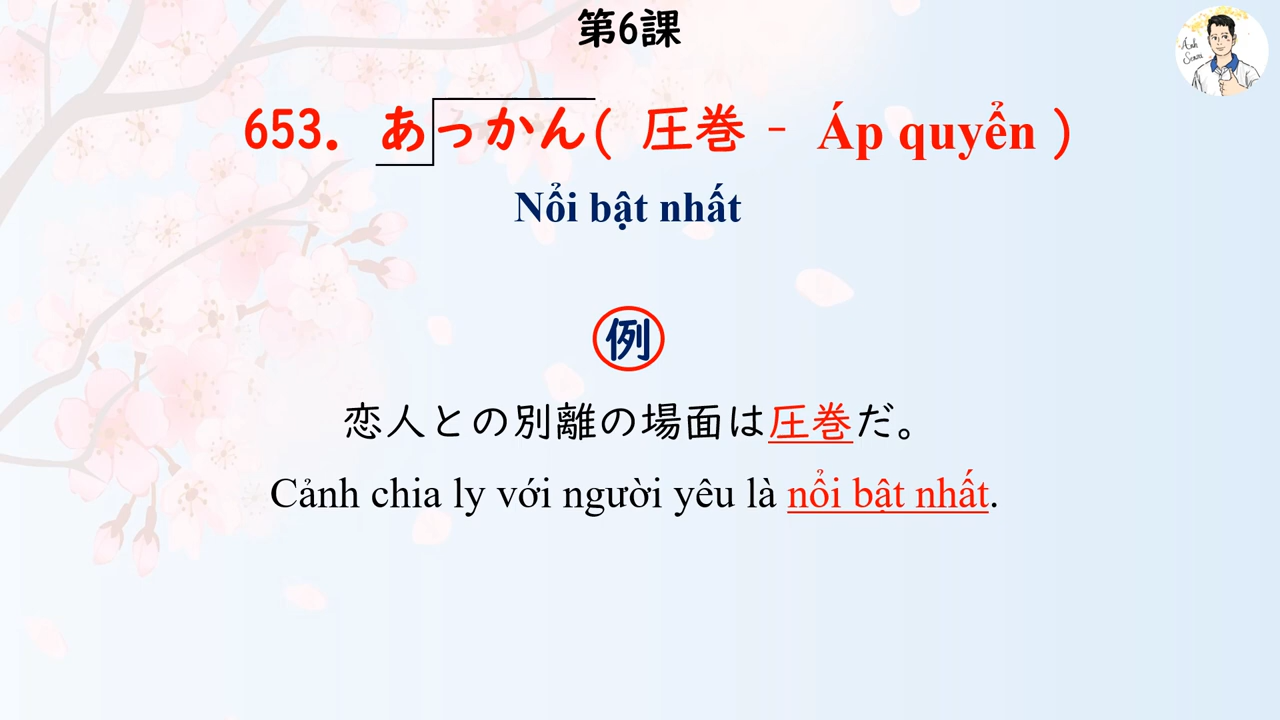 第6課
653. あっかん( 圧巻 - Áp quyển )
Nổi bật nhất
例
恋人との別離の場面は圧巻だ。
Cảnh chia ly với người yêu là nổi bật nhất.